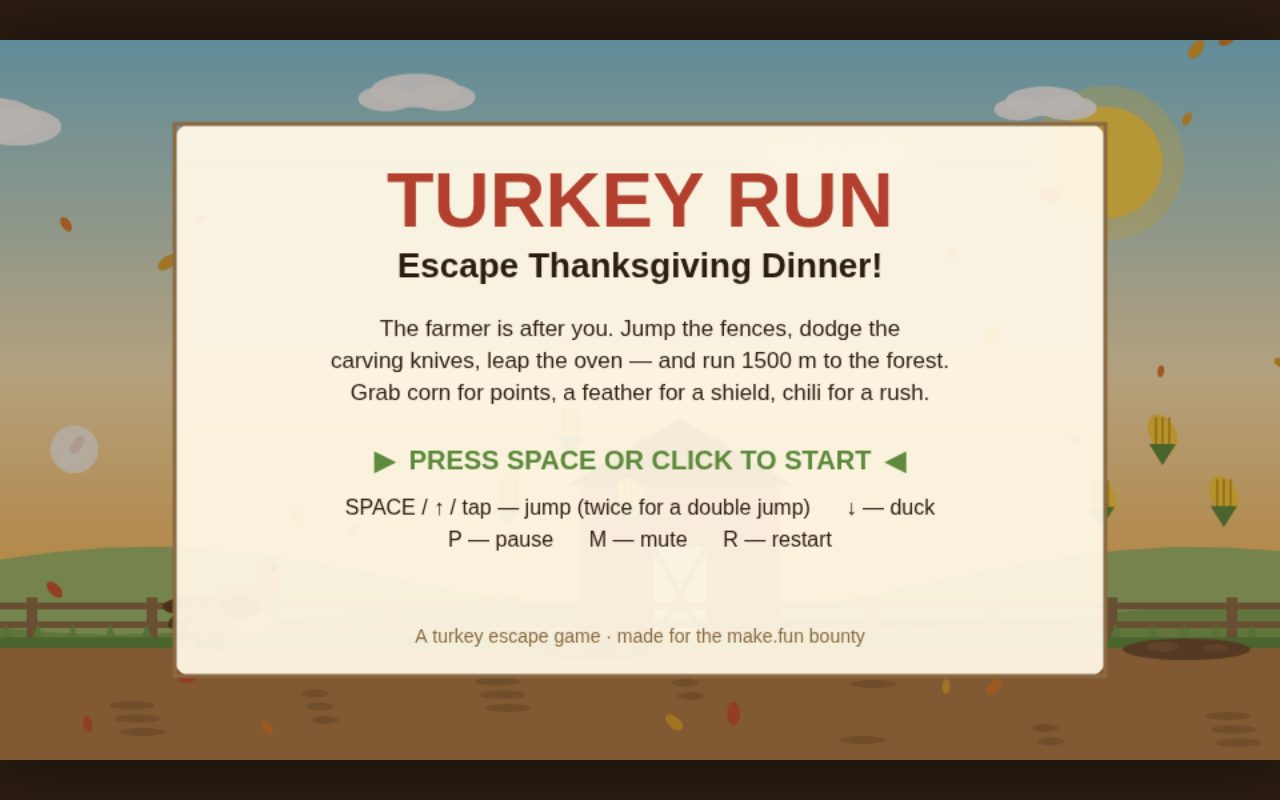 TURKEY RUN
Escape Thanksgiving Dinner!
The farmer is after you. Jump the fences, dodge the
carving knives, leap the oven — and run 1500 m to the forest.
Grab corn for points, a feather for a shield, chili for a rush.
▶ PRESS SPACE OR CLICK TO START ◀
SPACE / ↑ / tap — jump (twice for a double jump) ↓ — duck
P — pause M — mute R — restart
A turkey escape game · made for the make.fun bounty